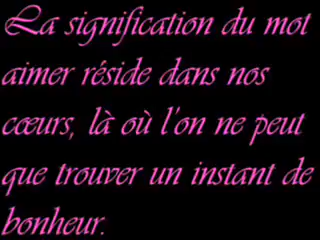 La signification du mot
aimer réside dans nos
cœurs, là où l'on ne peut
que trouver un instant de
bonheur.